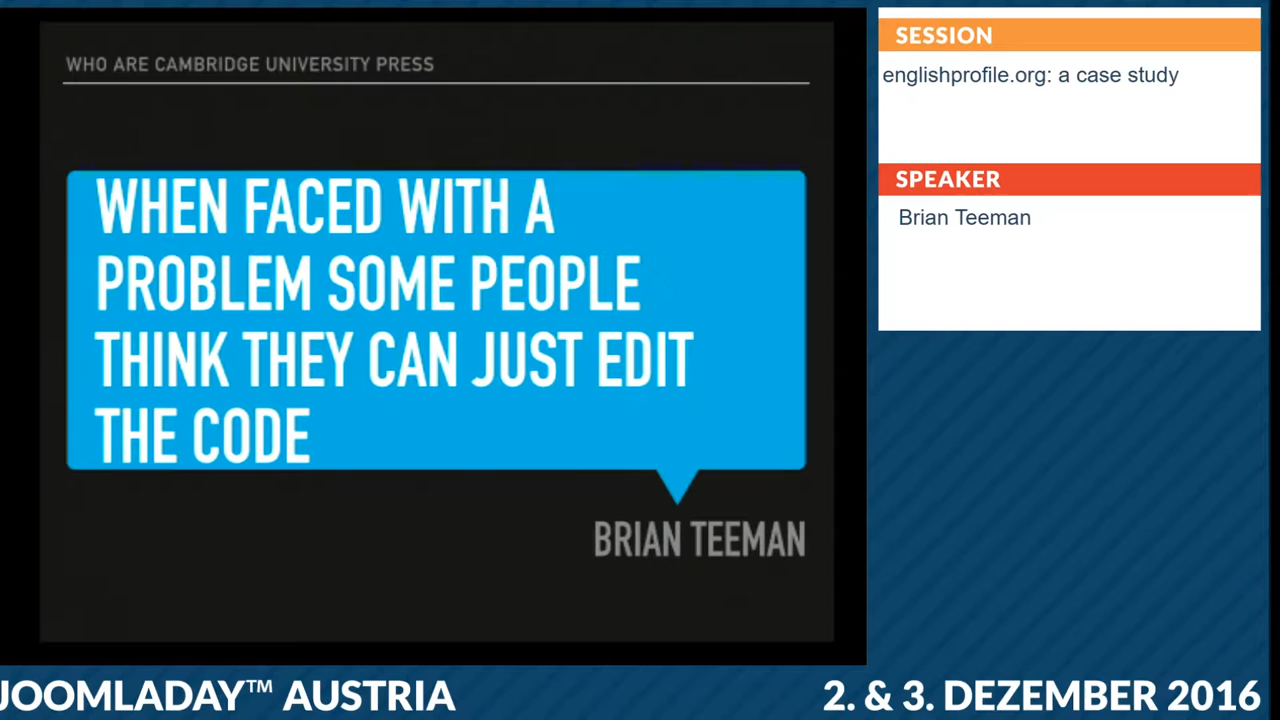 WHO ARE CAMBRIDGE UNIVERSITY PRESS
WHEN FACED WITH A
PROBLEM SOME PEOPLE
THINK THEY CAN JUST EDIT
THE CODE
BRIAN TEEMAN
SESSION
englishprofile.org: a case study
SPEAKER
Brian Teeman
JOOMLADAY™ AUSTRIA
2. & 3. DEZEMBER 2016